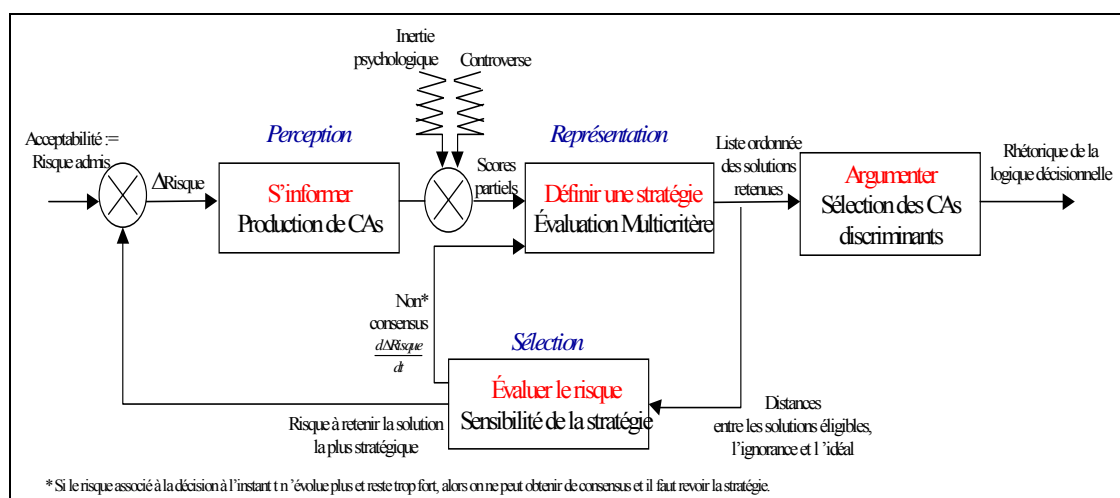 Inertie
psychologique
Controverse
Acceptabilité :=
Risque admis
Perception
Représentation
ΔRisque
S'informer
Production de CAs
Scores
partiels
Définir une stratégie
Évaluation Multicritère
Liste ordonnée
des solutions
retenues
Argumenter
Sélection des CAs
discriminants
Rhétorique de la
logique décisionnelle
Non*
consensus
dΔRisque
dt
Sélection
Évaluer le risque
Sensibilité de la stratégie
Risque à retenir la solution
la plus stratégique
Distances
entre les solutions éligibles,
l'ignorance et l 'idéal
* Si le risque associé à la décision à l'instant t n 'évolue plus et reste trop fort, alors on ne peut obtenir de consensus et il faut revoir la stratégie.